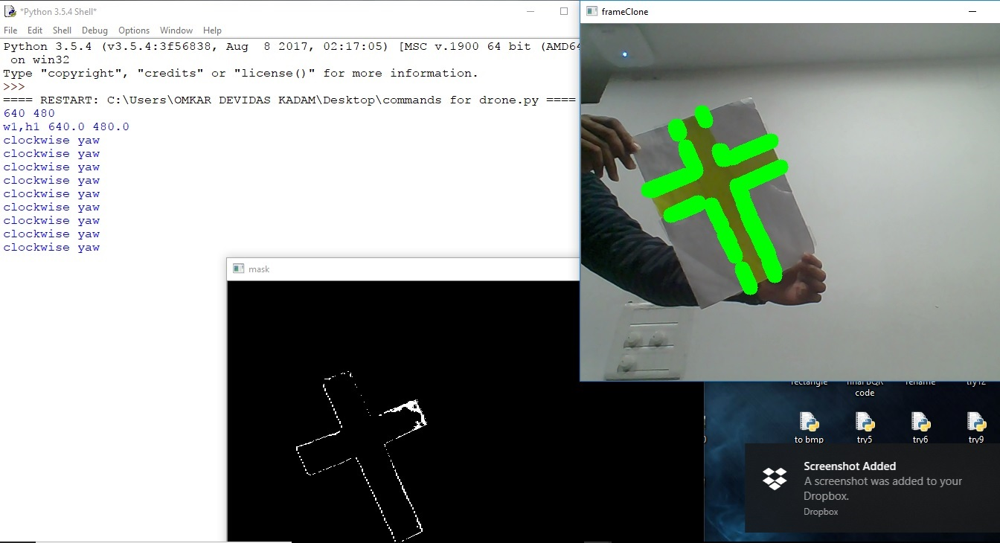 *Python 3.5.4 Shell*
File Edit Shell Debug Options Window Help
Python 3.5.4 (v3.5.4:3f56838, Aug  8 2017, 02:17:05) [MSC v.1900 64 bit (AMD64
 on win32
Type "copyright", "credits" or "license()" for more information.
>>>
==== RESTART: C:\Users\OMKAR DEVIDAS KADAM\Desktop\commands for drone.py ====
640 480
w1,h1 640.0 480.0
clockwise yaw
clockwise yaw
clockwise yaw
clockwise yaw
clockwise yaw
clockwise yaw
clockwise yaw
clockwise yaw
clockwise yaw
mask
frameClone
code
to bmp try5 try6 try9
Screenshot Added
A screenshot was added to your
Dropbox.
Dropbox